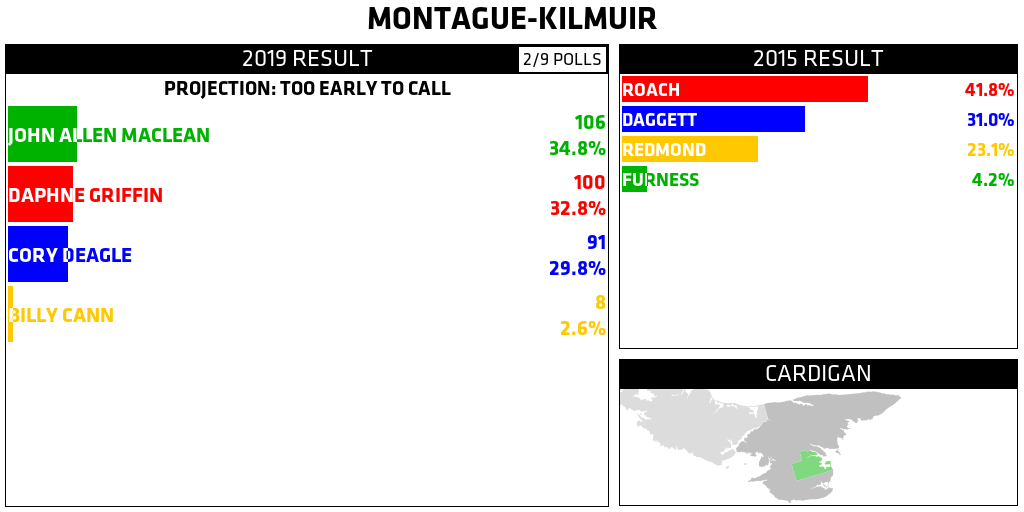 MONTAGUE-KILMUIR
2019 RESULT
2/9 POLLS
PROJECTION: TOO EARLY TO CALL
JOHN ALLEN MACLEAN
106
34.8%
DAPHNE GRIFFIN
100
32.8%
CORY DEAGLE
91
29.8%
BILLY CANN
8
2.6%
2015 RESULT
ROACH 41.8%
DAGGETT 31.0%
REDMOND 23.1%
FURNESS 4.2%
CARDIGAN